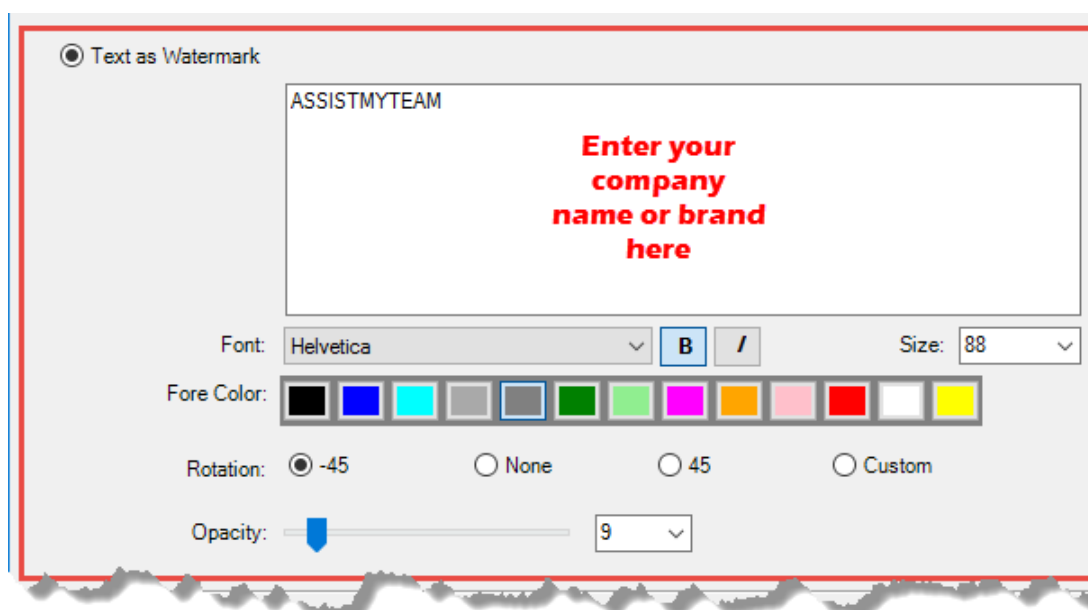 Text as Watermark
ASSISTMYTEAM
Enter your
company
name or brand
here
Font: Helvetica B I Size: 88
Fore Color:
Rotation: -45 None 45 Custom
Opacity: 9